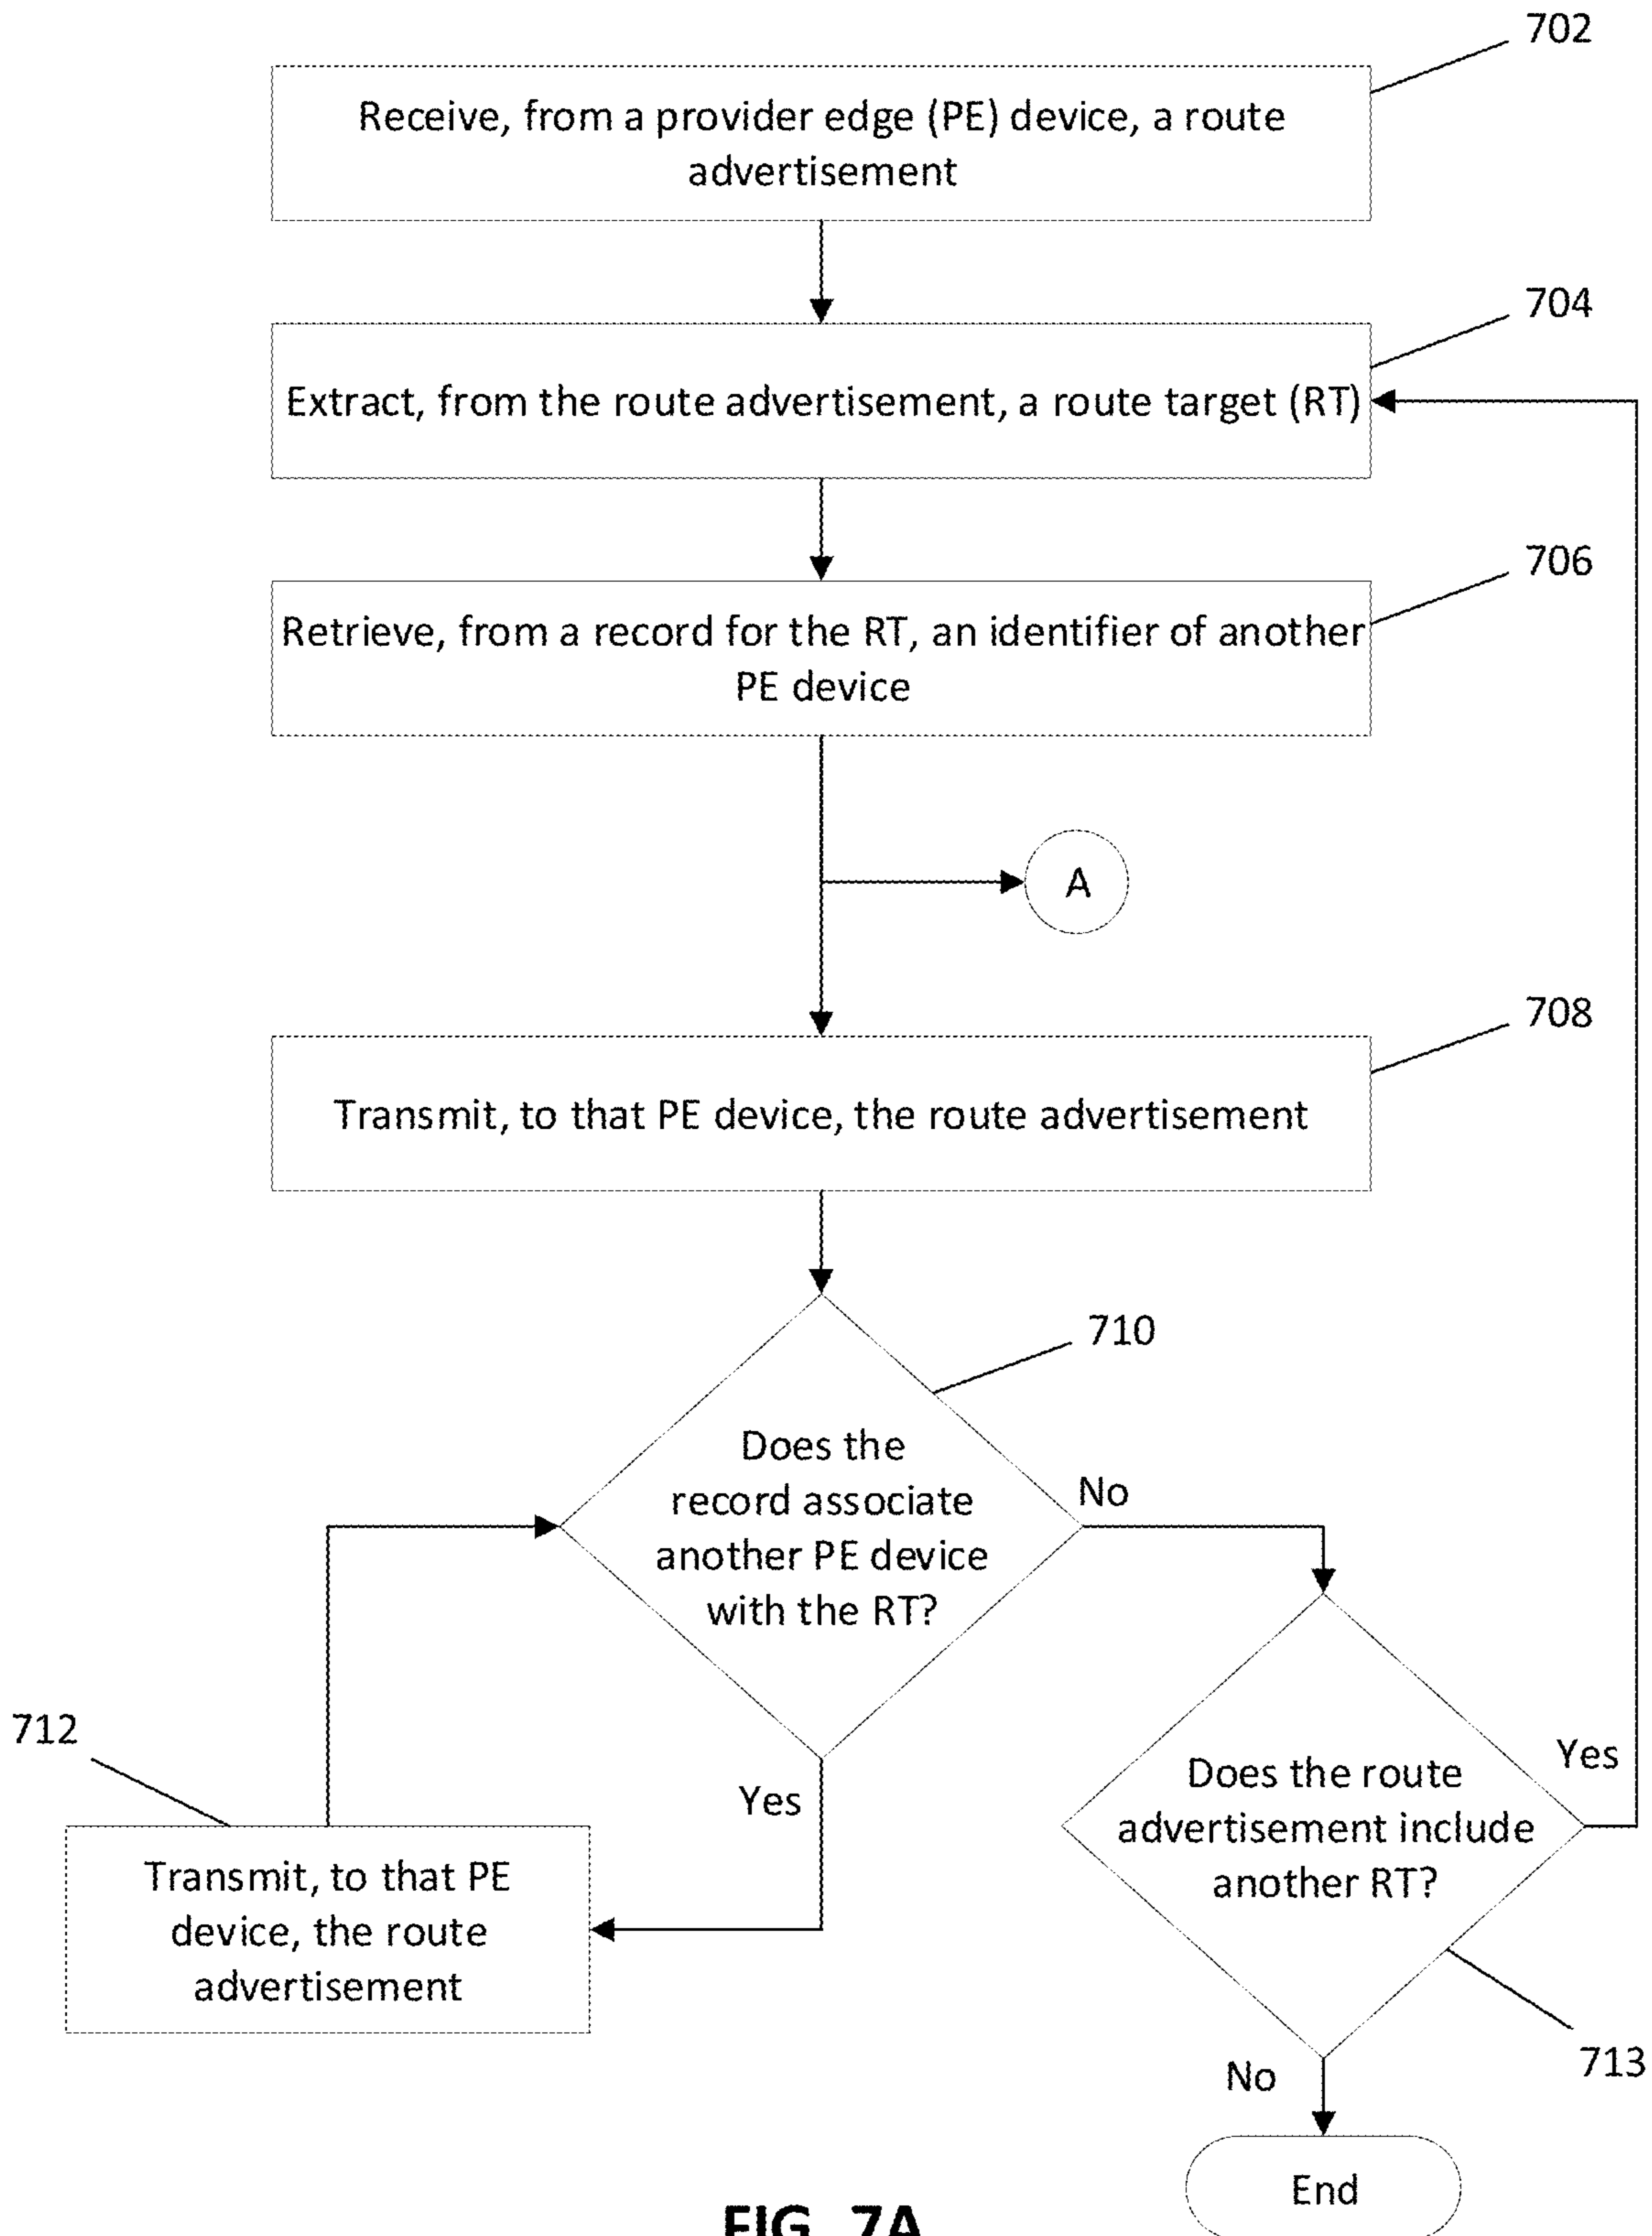 702
Receive, from a provider edge (PE) device, a route
advertisement
704
Extract, from the route advertisement, a route target (RT)
706
Retrieve, from a record for the RT, an identifier of another
PE device
A
708
Transmit, to that PE device, the route advertisement
710
Does the
record associate
another PE device
with the RT?
No
Yes
712
Transmit, to that PE
device, the route
advertisement
Yes
Does the route
advertisement include
another RT?
713
No
End
FIG. 7A